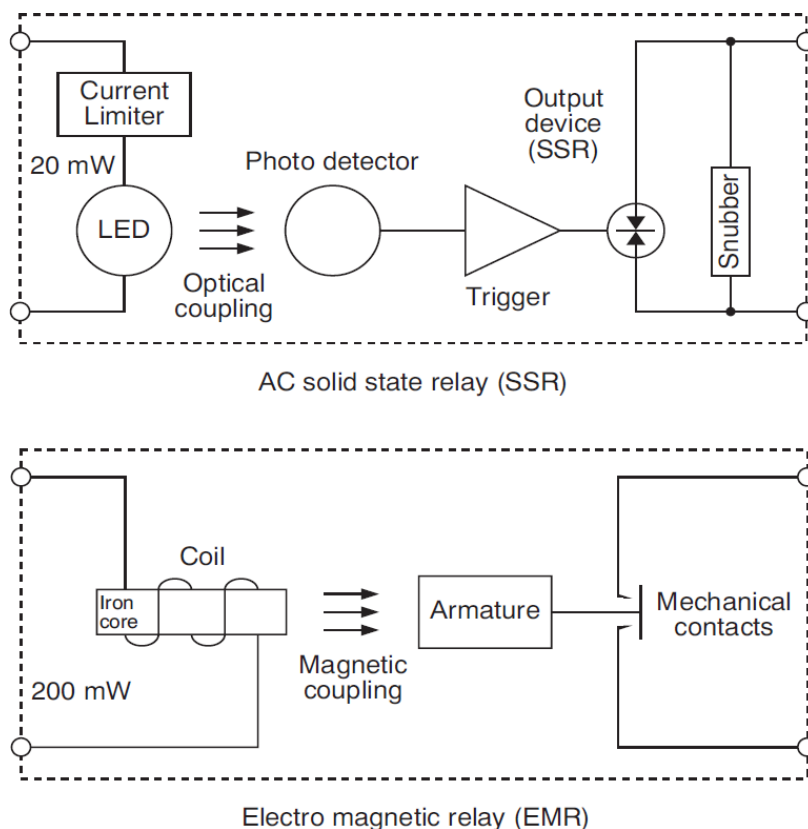 Current
Limiter
20 mW
LED
Optical
coupling
Photo detector
Trigger
Output
device
(SSR)
Snubber
AC solid state relay (SSR)
Coil
Iron
core
200 mW
Magnetic
coupling
Armature
Mechanical
contacts
Electro magnetic relay (EMR)